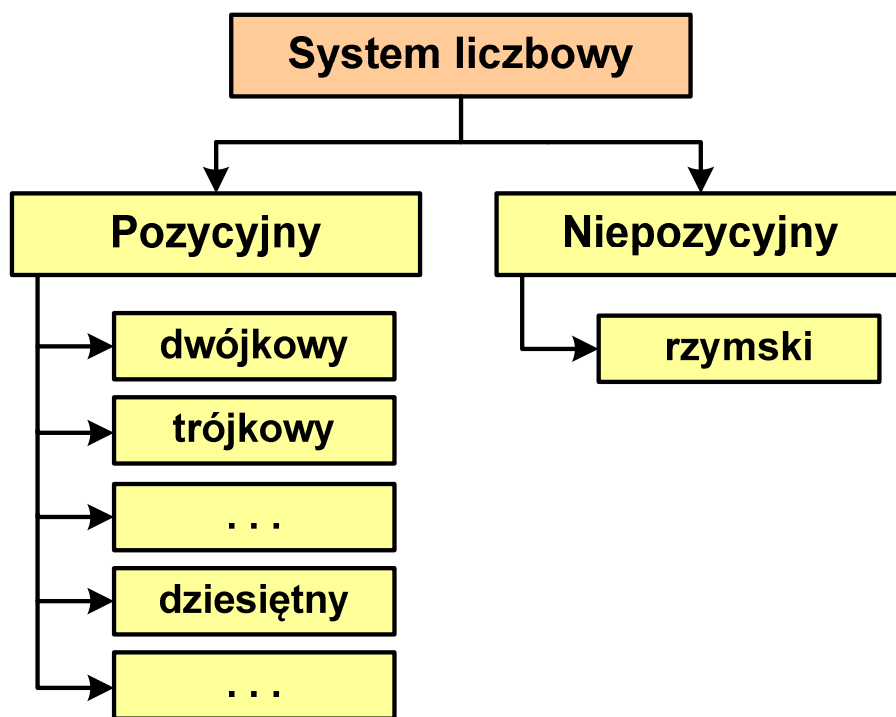 System liczbowy
Pozycyjny
Niepozycyjny
dwójkowy
rzymski
trójkowy
. . .
dziesiętny
. . .